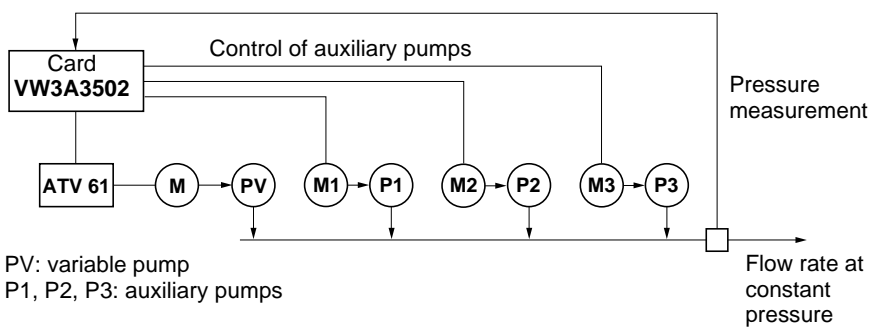 Control of auxiliary pumps
Card
VW3A3502
Pressure
measurement
ATV 61
M
PV
M1
P1
M2
P2
M3
P3
PV: variable pump
P1, P2, P3: auxiliary pumps
Flow rate at
constant
pressure